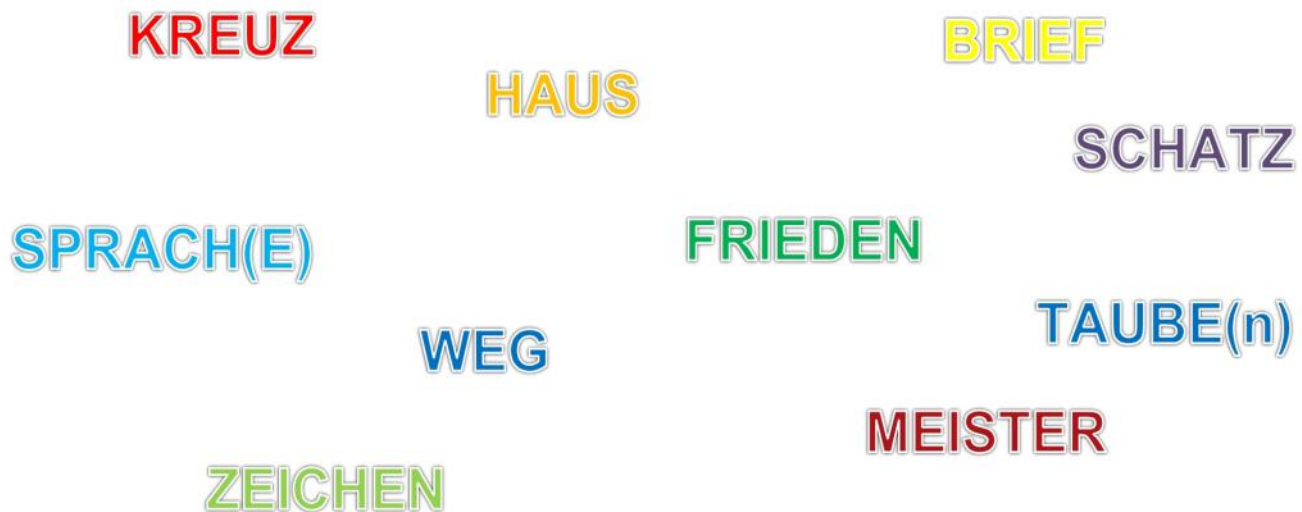 KREUZ
BRIEF
HAUS
SCHATZ
SPRACH(E)
FRIEDEN
WEG
TAUBE(n)
MEISTER
ZEICHEN